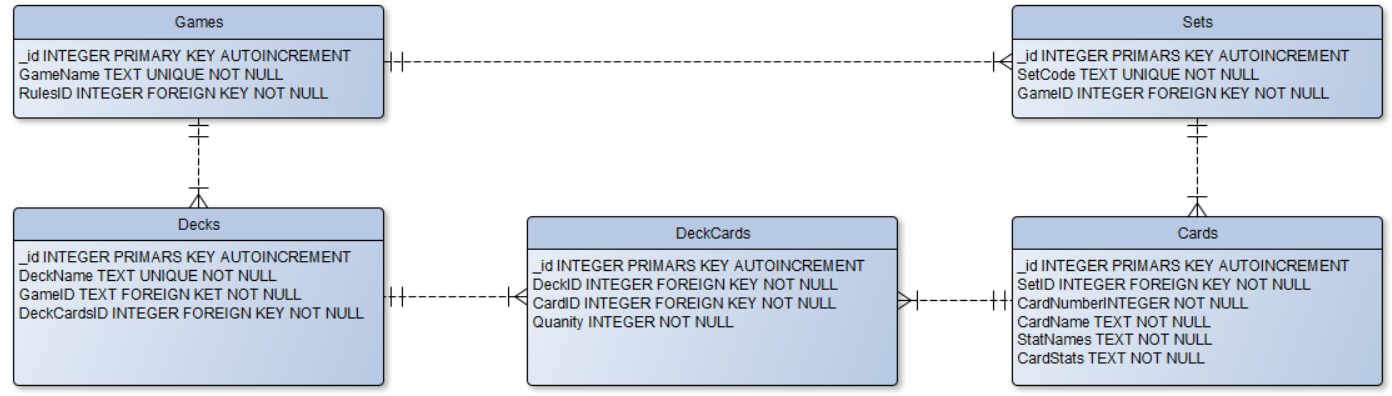 Games
_id INTEGER PRIMARY KEY AUTOINCREMENT
GameName TEXT UNIQUE NOT NULL
RulesID INTEGER FOREIGN KEY NOT NULL
Sets
_id INTEGER PRIMARS KEY AUTOINCREMENT
SetCode TEXT UNIQUE NOT NULL
GameID INTEGER FOREIGN KEY NOT NULL
Decks
_id INTEGER PRIMARS KEY AUTOINCREMENT
DeckName TEXT UNIQUE NOT NULL
GameID TEXT FOREIGN KET NOT NULL
DeckCardsID INTEGER FOREIGN KEY NOT NULL
DeckCards
_id INTEGER PRIMARS KEY AUTOINCREMENT
DeckID INTEGER FOREIGN KEY NOT NULL
CardID INTEGER FOREIGN KEY NOT NULL
Quanity INTEGER NOT NULL
Cards
_id INTEGER PRIMARS KEY AUTOINCREMENT
SetID INTEGER FOREIGN KEY NOT NULL
CardNumberINTEGER NOT NULL
CardName TEXT NOT NULL
StatNames TEXT NOT NULL
CardStats TEXT NOT NULL